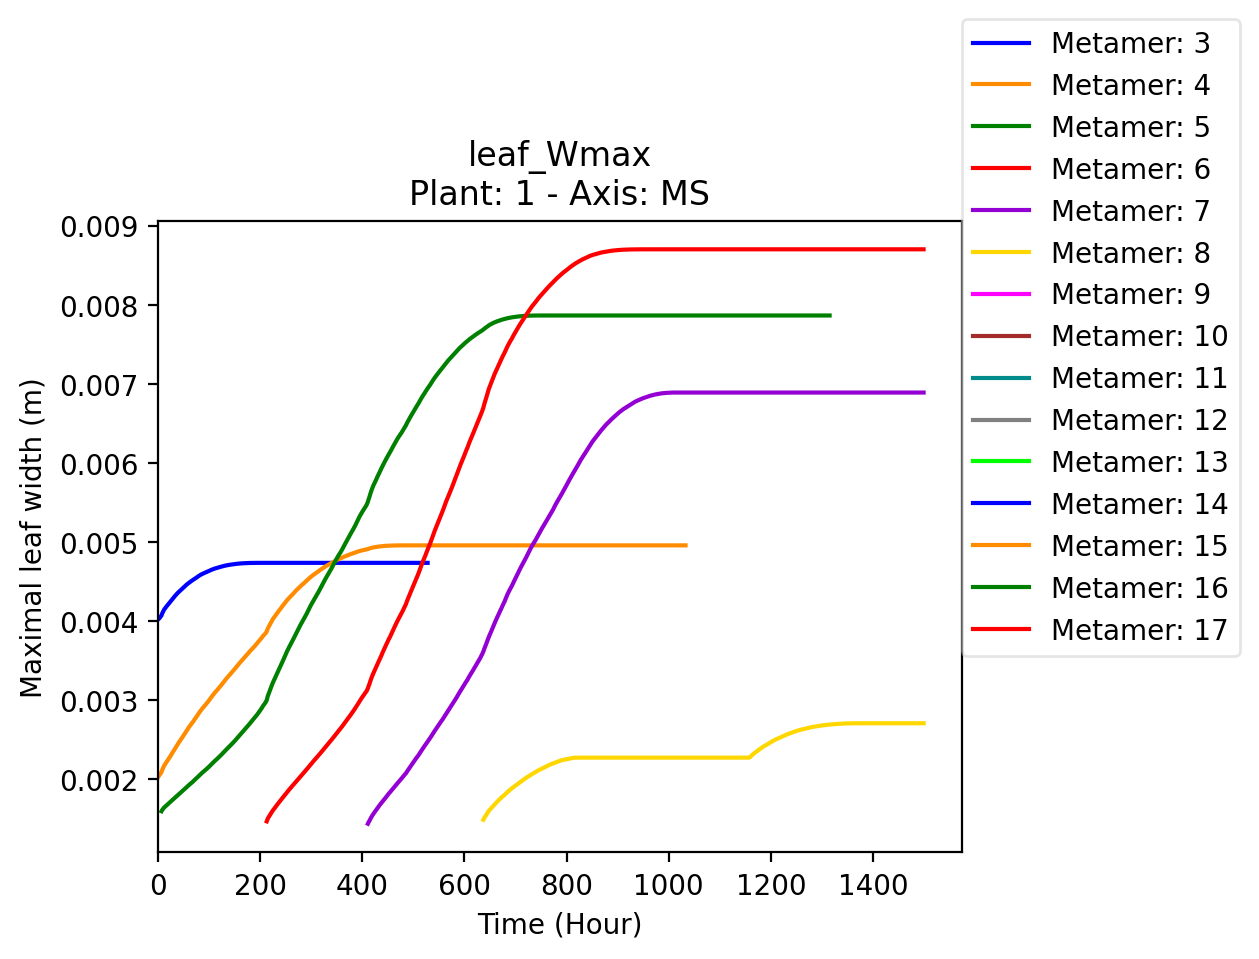 leaf_Wmax
Plant: 1 - Axis: MS
Maximal leaf width (m)
0.009
0.008
0.007
0.006
0.005
0.004
0.003
0.002
0 200 400 600 800 1000 1200 1400
Time (Hour)
Metamer: 3
Metamer: 4
Metamer: 5
Metamer: 6
Metamer: 7
Metamer: 8
Metamer: 9
Metamer: 10
Metamer: 11
Metamer: 12
Metamer: 13
Metamer: 14
Metamer: 15
Metamer: 16
Metamer: 17